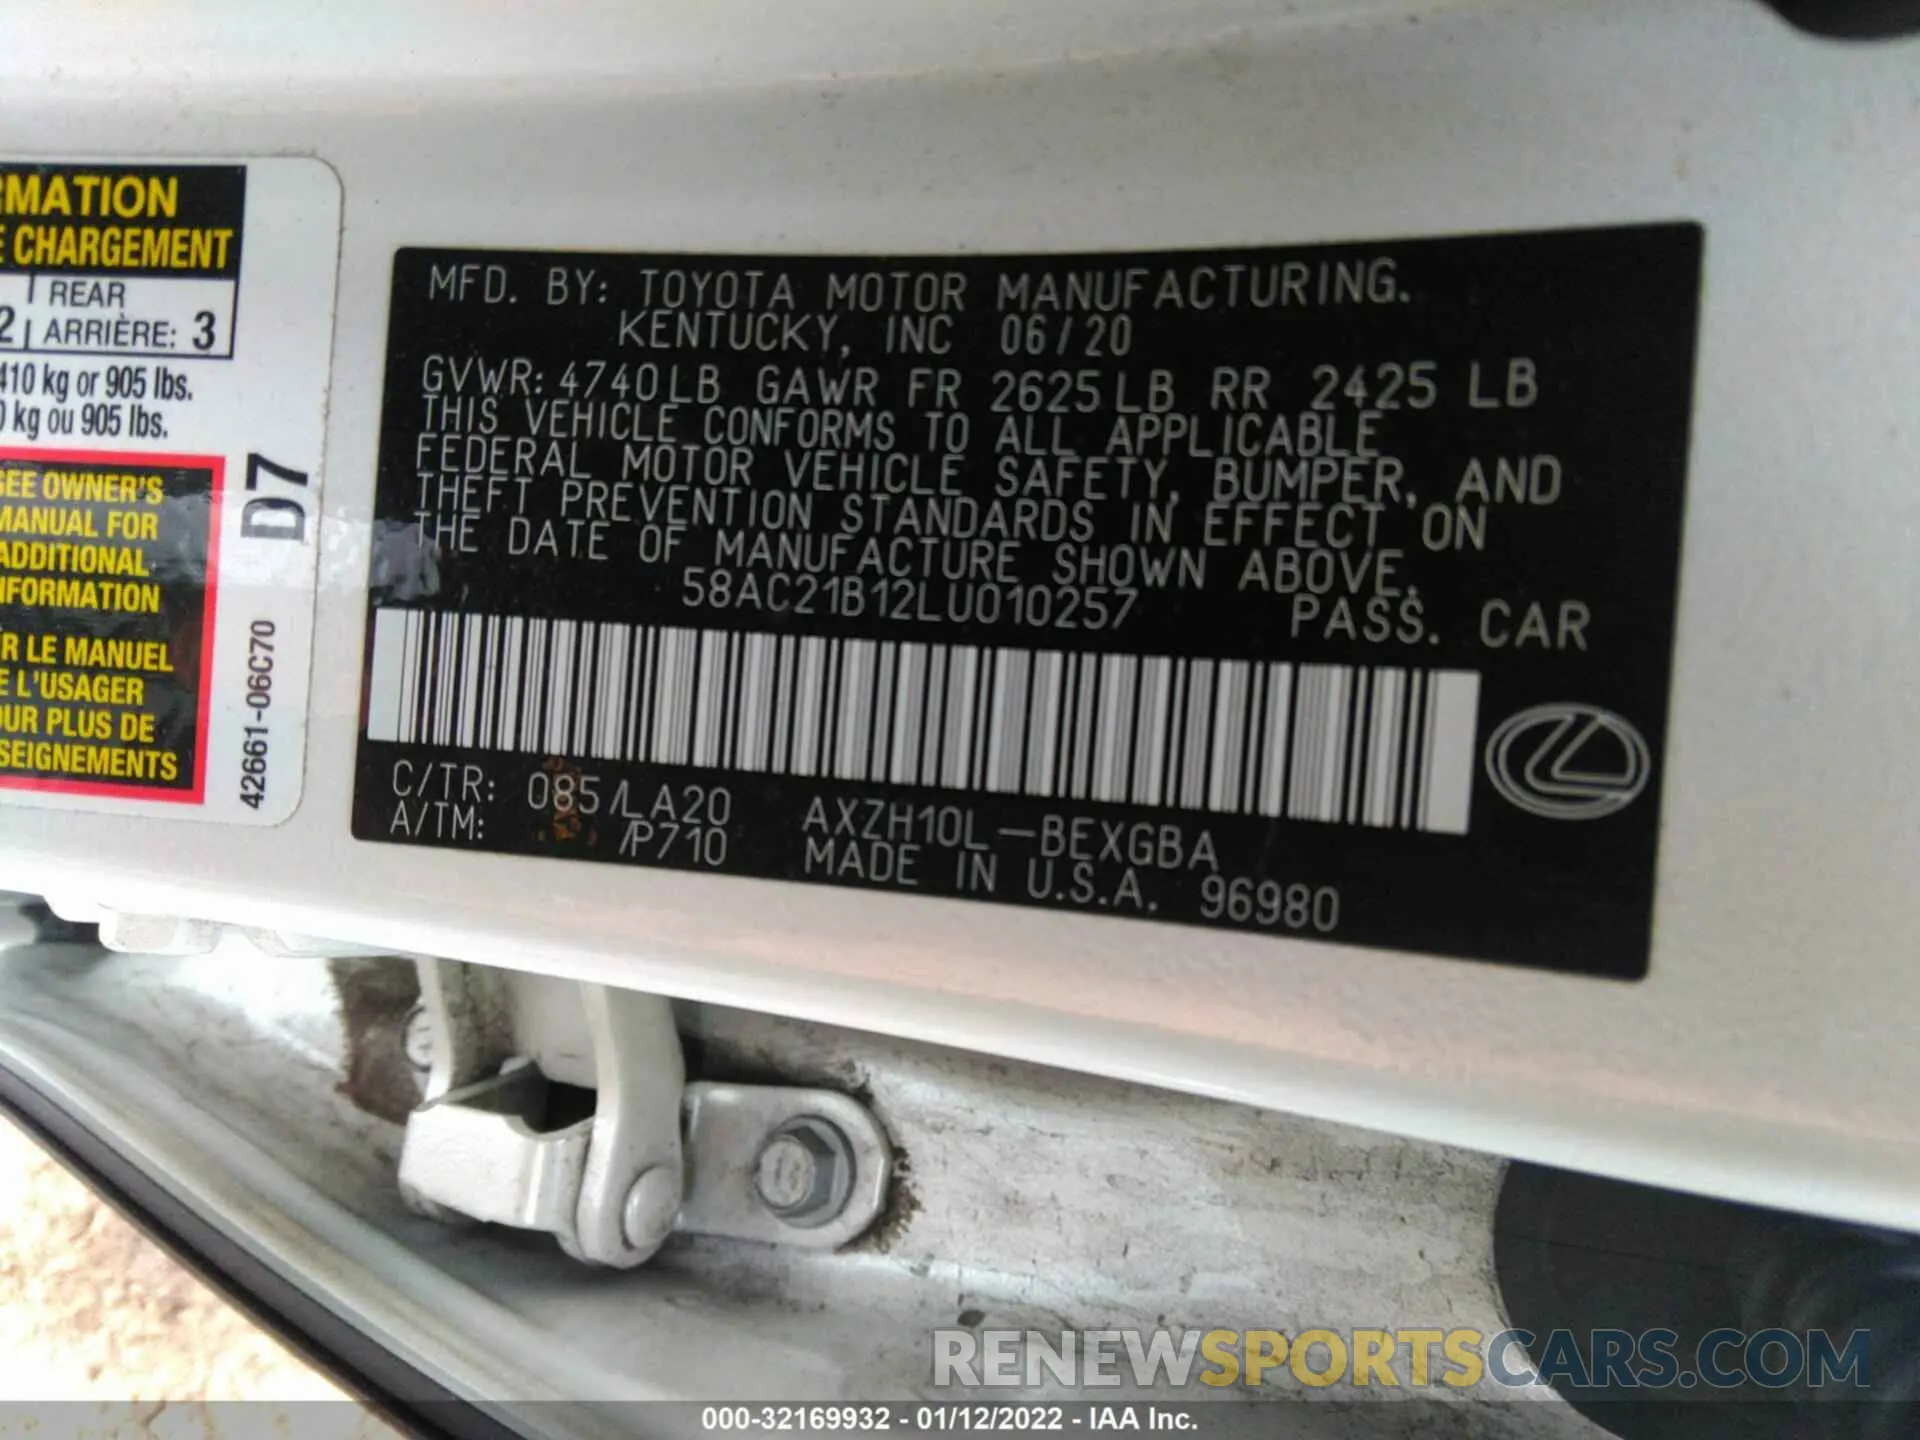 RMATION
E CHARGEMENT
REAR
2 ARRIÈRE: 3
410 kg or 905 lbs.
0 kg ou 905 lbs.
SEE OWNER'S
MANUAL FOR
ADDITIONAL
NFORMATION
R LE MANUEL
E L'USAGER
OUR PLUS DE
SEIGNEMENTS
D7
42661-06C70
MFD. BY: TOYOTA MOTOR MANUFACTURING.
KENTUCKY, INC 06/20
GVWR: 4740LB GAWR FR 2625LB RR 2425 LB
THIS VEHICLE CONFORMS TO ALL APPLICABLE
FEDERAL MOTOR VEHICLE SAFETY, BUMPER, AND
THEFT PREVENTION STANDARDS IN EFFECT ON
THE DATE OF MANUFACTURE SHOWN ABOVE.
58AC21B12LU010257 PASS. CAR
C/TR: 085/LA20 AXZH10L-BEXGBA
A/TM: /P710 MADE IN U.S.A. 96980
RENEWSPORTSCARS.COM
000-32169932 - 01/12/2022 - IAA Inc.